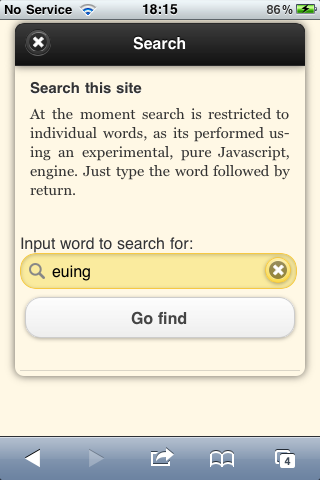 No Service 18:15 86%
Search
Search this site
At the moment search is restricted to
individual words, as its performed us-
ing an experimental, pure Javascript,
engine. Just type the word followed by
return.
Input word to search for:
euing
Go find
4